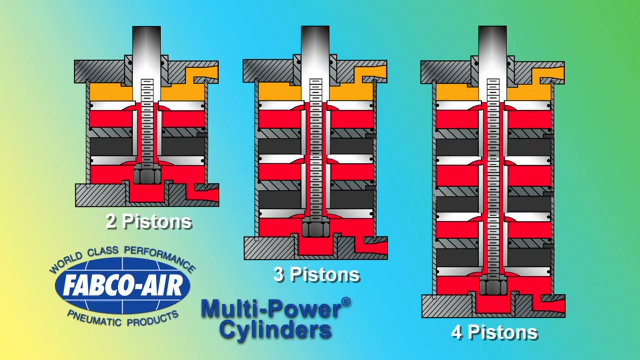 2 Pistons
3 Pistons
4 Pistons
WORLD CLASS PERFORMANCE
FABCO-AIR
PNEUMATIC PRODUCTS
Multi-Power®
Cylinders